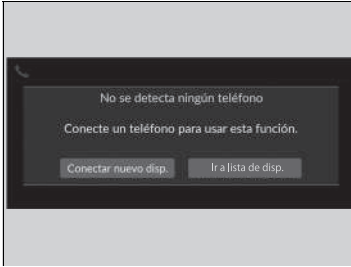 No se detecta ningún teléfono
Conecte un teléfono para usar esta función.
Conectar nuevo disp.
Ir a lista de disp.